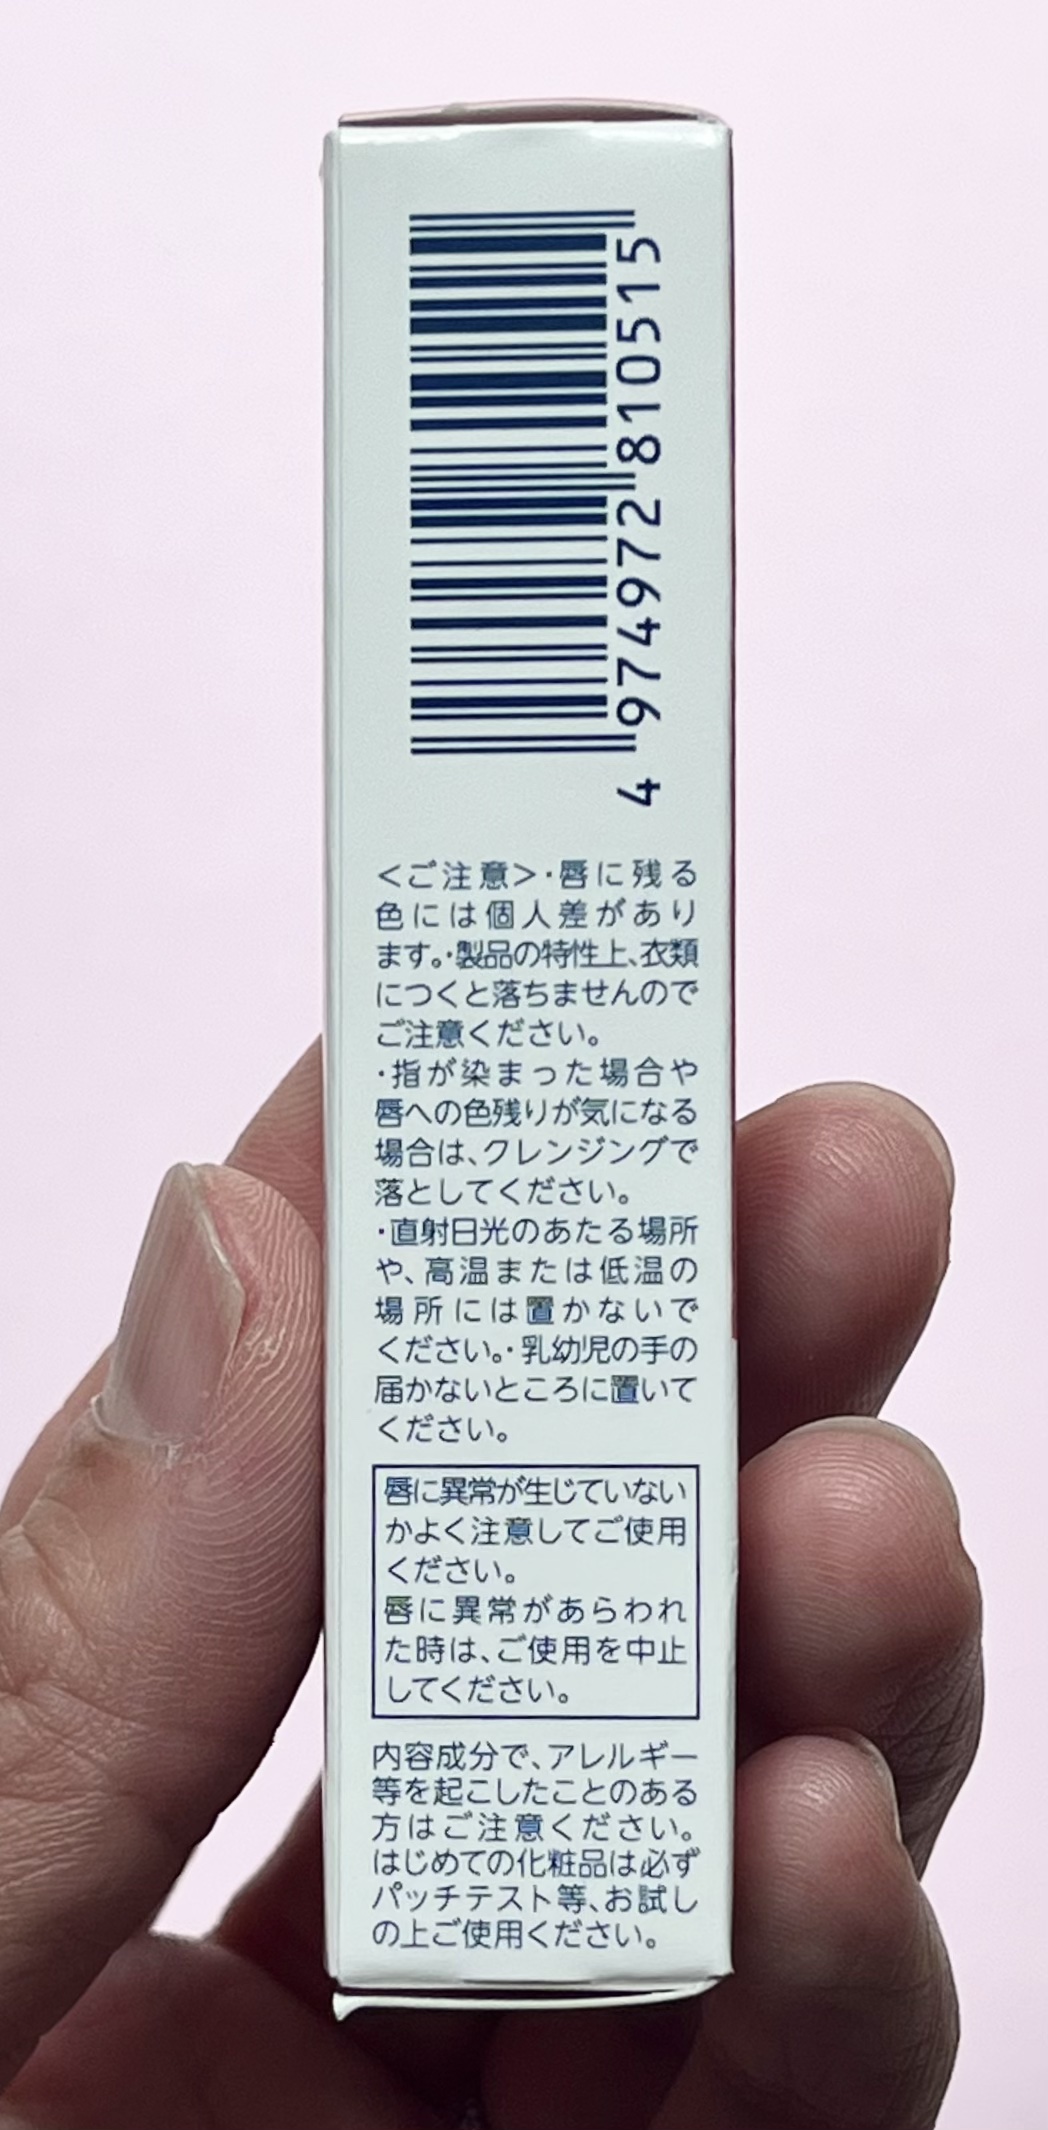 4 974972 810515
＜ご注意＞・唇に残る
色には個人差があり
ます。・製品の特性上、衣類
につくと落ちませんので
ご注意ください。
・指が染まった場合や
唇への色残りが気になる
場合は、クレンジングで
落としてください。
・直射日光のあたる場所
や、高温または低温の
場所には置かないで
ください。・乳幼児の手の
届かないところに置いて
ください。
唇に異常が生じていない
かよく注意してご使用
ください。
唇に異常があらわれ
た時は、ご使用を中止
してください。
内容成分で、アレルギー
等を起こしたことのある
方はご注意ください。
はじめての化粧品は必ず
パッチテスト等、お試し
の上ご使用ください。